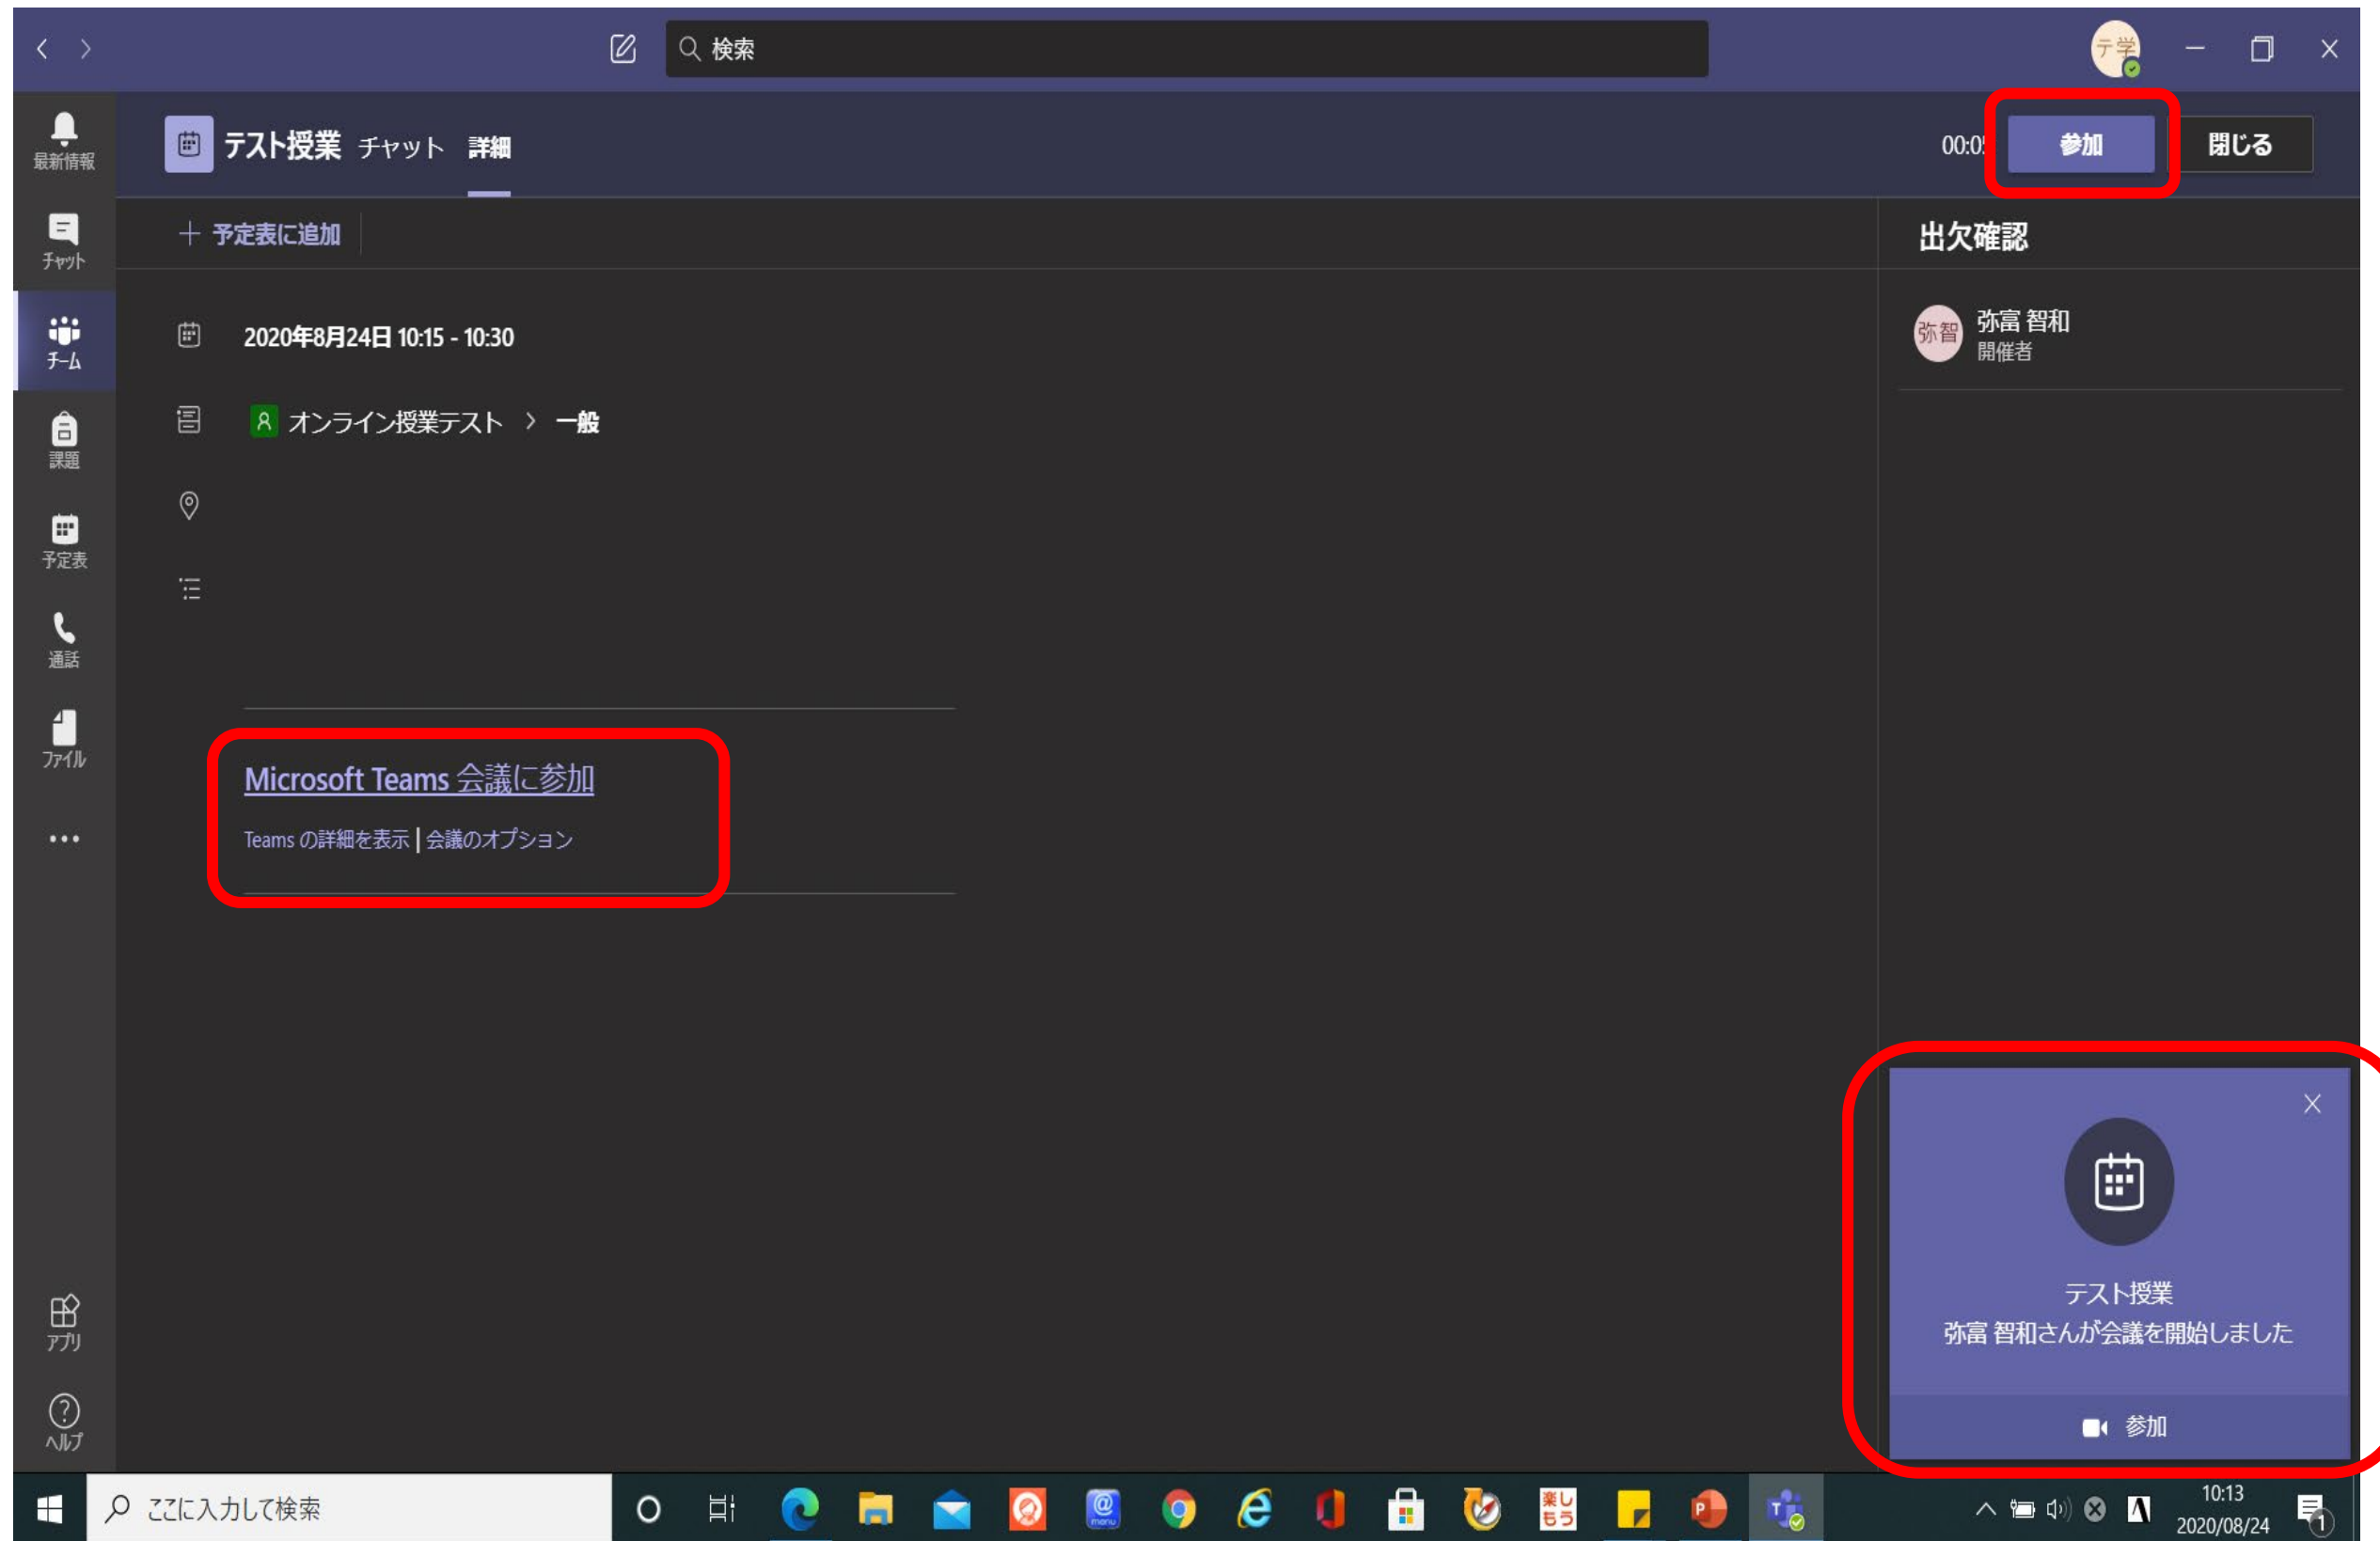 検索
テ学
最新情報
テスト授業 チャット 詳細
00:0
参加
閉じる
チャット
予定表に追加
出欠確認
チーム
2020年8月24日 10:15 - 10:30
弥智
弥富 智和
開催者
オンライン授業テスト > 一般
課題
予定表
通話
ファイル
Microsoft Teams 会議に参加
Teams の詳細を表示 | 会議のオプション
アプリ
ヘルプ
テスト授業
弥富 智和さんが会議を開始しました
参加
ここに入力して検索
@
menu
楽し
もう
10:13
2020/08/24
1